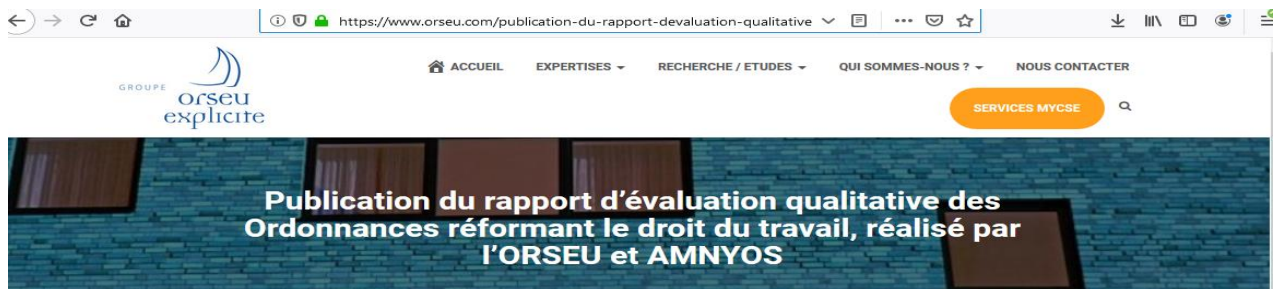 https://www.orseu.com/publication-du-rapport-devaluation-qualitative
GROUPE
orseu
explicite
ACCUEIL EXPERTISES RECHERCHE / ETUDES QUI SOMMES-NOUS ? NOUS CONTACTER
SERVICES MYCSE
Publication du rapport d’évaluation qualitative des
Ordonnances réformant le droit du travail, réalisé par
l’ORSEU et AMNYOS